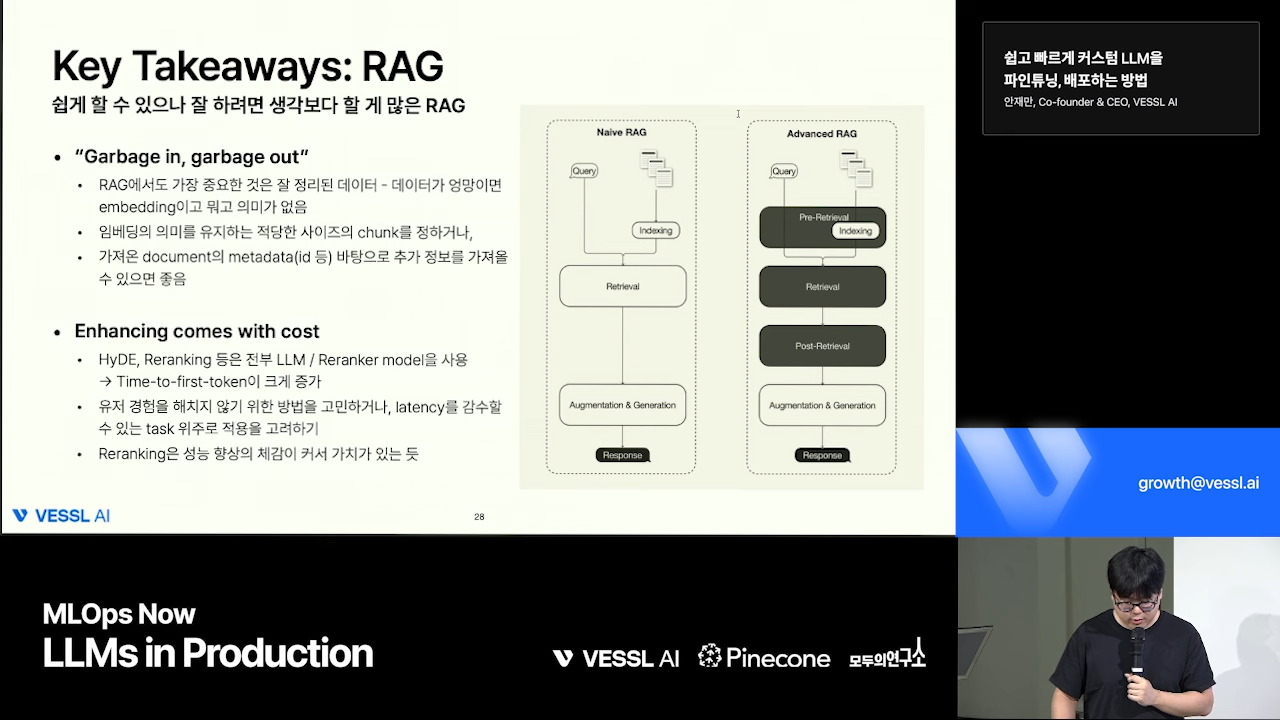 Key Takeaways: RAG
쉽게 할 수 있으나 잘 하려면 생각보다 할 게 많은 RAG
• "Garbage in, garbage out"
• RAG에서도 가장 중요한 것은 잘 정리된 데이터 - 데이터가 엉망이면
embedding이고 뭐고 의미가 없음
• 임베딩의 의미를 유지하는 적당한 사이즈의 chunk를 정하거나,
• 가져온 document의 metadata(id 등) 바탕으로 추가 정보를 가져올
수 있으면 좋음
• Enhancing comes with cost
• HyDE, Reranking 등은 전부 LLM / Reranker model을 사용
→ Time-to-first-token이 크게 증가
• 유저 경험을 해치지 않기 위한 방법을 고민하거나, latency를 감수할
수 있는 task 위주로 적용을 고려하기
• Reranking은 성능 향상의 체감이 커서 가치가 있는 듯
Naive RAG
Query
Indexing
Retrieval
Augmentation & Generation
Response
Advanced RAG
Query
Pre-Retrieval
Indexing
Retrieval
Post-Retrieval
Augmentation & Generation
Response
VESSL AI
28
쉽고 빠르게 커스텀 LLM을
파인튜닝, 배포하는 방법
안재만, Co-founder & CEO, VESSL AI
growth@vessl.ai
MLOps Now
LLMs in Production
VESSL AI
Pinecone
모두의연구소